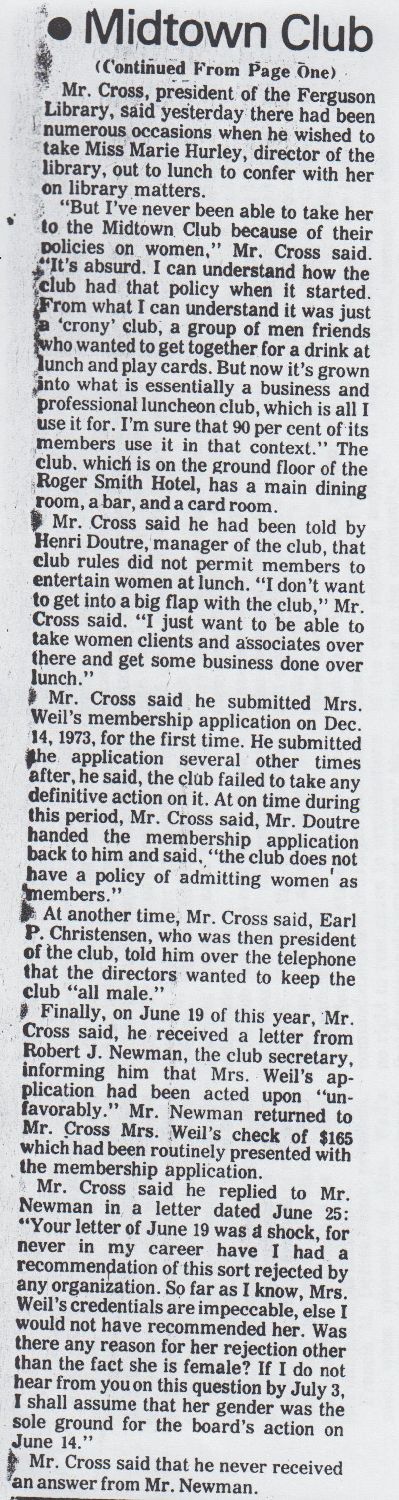 • Midtown Club
(Continued From Page One)
Mr. Cross, president of the Ferguson
Library, said yesterday there had been
numerous occasions when he wished to
take Miss Marie Hurley, director of the
library, out to lunch to confer with her
on library matters.
"But I've never been able to take her
to the Midtown Club because of their
policies on women," Mr. Cross said.
"It's absurd. I can understand how the
club had that policy when it started.
From what I can understand it was just
a 'crony' club, a group of men friends
who wanted to get together for a drink at
lunch and play cards. But now it's grown
into what is essentially a business and
professional luncheon club, which is all I
use it for. I'm sure that 90 per cent of its
members use it in that context." The
club, which is on the ground floor of the
Roger Smith Hotel, has a main dining
room, a bar, and a card room.
Mr. Cross said he had been told by
Henri Doutre, manager of the club, that
club rules did not permit members to
entertain women at lunch. "I don't want
to get into a big flap with the club," Mr.
Cross said. "I just want to be able to
take women clients and associates over
there and get some business done over
lunch."
Mr. Cross said he submitted Mrs.
Weil's membership application on Dec.
14, 1973, for the first time. He submitted
the application several other times
after, he said, the club failed to take any
definitive action on it. At on time during
this period, Mr. Cross said, Mr. Doutre
handed the membership application
back to him and said, "the club does not
have a policy of admitting women as
members."
At another time, Mr. Cross said, Earl
P. Christensen, who was then president
of the club, told him over the telephone
that the directors wanted to keep the
club "all male."
Finally, on June 19 of this year, Mr.
Cross said, he received a letter from
Robert J. Newman, the club secretary,
informing him that Mrs. Weil's ap-
plication had been acted upon "un-
favorably." Mr. Newman returned to
Mr. Cross Mrs. Weil's check of $165
which had been routinely presented with
the membership application.
Mr. Cross said he replied to Mr.
Newman in a letter dated June 25:
"Your letter of June 19 was a shock, for
never in my career have I had a
recommendation of this sort rejected by
any organization. So far as I know, Mrs.
Weil's credentials are impeccable, else I
would not have recommended her. Was
there any reason for her rejection other
than the fact she is female? If I do not
hear from you on this question by July 3,
I shall assume that her gender was the
sole ground for the board's action on
June 14."
Mr. Cross said that he never received
an answer from Mr. Newman.